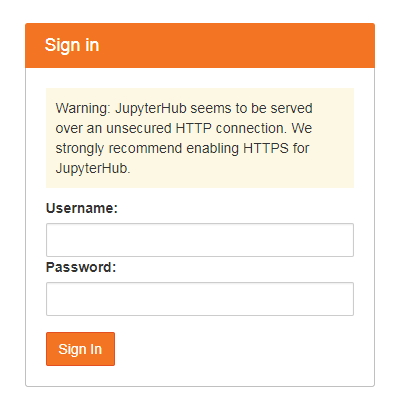 Sign in
Warning: JupyterHub seems to be served
over an unsecured HTTP connection. We
strongly recommend enabling HTTPS for
JupyterHub.
Username:
Password:
Sign In